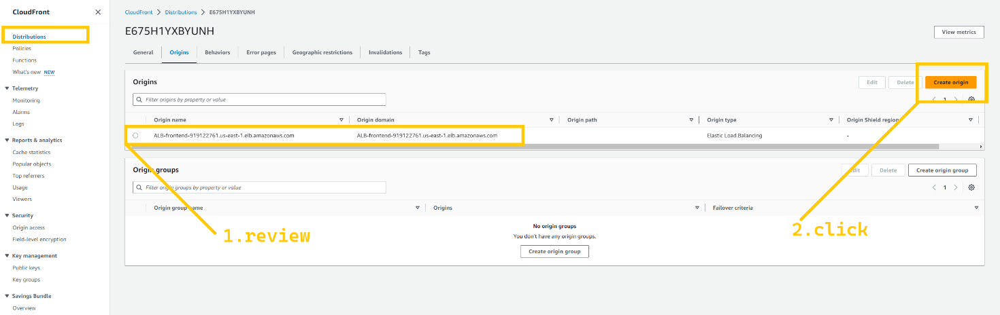 CloudFront
CloudFront Distributions E675H1YXBYUNH
E675H1YXBYUNH
View metrics
Distributions
Policies
Functions
What's new NEW
Telemetry
Monitoring
Alarms
Logs
Reports & analytics
Cache statistics
Popular objects
Top referrers
Usage
Viewers
Security
Origin access
Field-level encryption
Key management
Public keys
Key groups
Savings Bundle
Overview
General Origins Behaviors Error pages Geographic restrictions Invalidations Tags
Origins
Edit Delete Create origin
Filter origins by property or value
1
Origin name Origin domain Origin path Origin type Origin Shield region
ALB-frontend-919122761.us-east-1.elb.amazonaws.com ALB-frontend-919122761.us-east-1.elb.amazonaws.com Elastic Load Balancing -
Origin groups
Edit Delete Create origin group
Filter origin groups by property or value
1
Origin group name Origins Failover criteria
No origin groups
You don't have any origin groups.
Create origin group
1.review
2.click